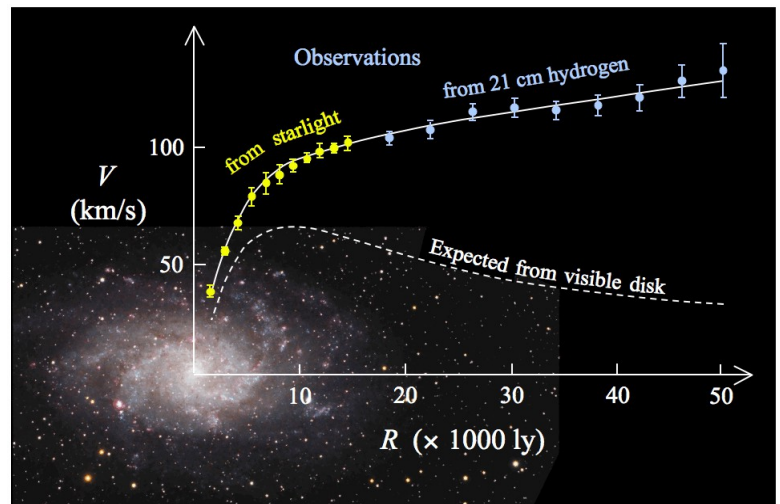 Observations
from 21 cm hydrogen
from starlight
100
V
(km/s)
50
Expected from visible disk
10
20
30
40
50
R (× 1000 ly)